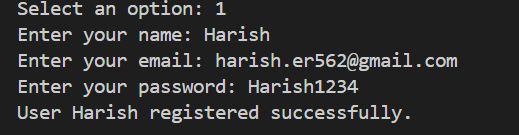 Select an option: 1
Enter your name: Harish
Enter your email: harish.er562@gmail.com
Enter your password: Harish1234
User Harish registered successfully.